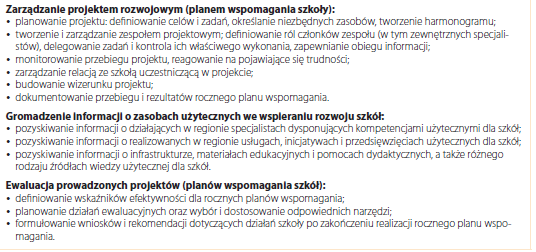 Zarządzanie projektem rozwojowym (planem wspomagania szkoły):
• planowanie projektu: definiowanie celów i zadań, określanie niezbędnych zasobów, tworzenie harmonogramu;
• tworzenie i zarządzanie zespołem projektowym; definiowanie ról członków zespołu (w tym zewnętrznych specjali-
stów), delegowanie zadań i kontrola ich właściwego wykonania, zapewnianie obiegu informacji;
• monitorowanie przebiegu projektu, reagowanie na pojawiające się trudności;
• zarządzanie relacją ze szkołą uczestniczącą w projekcie;
• budowanie wizerunku projektu;
• dokumentowanie przebiegu i rezultatów rocznego planu wspomagania.
Gromadzenie informacji o zasobach użytecznych we wspieraniu rozwoju szkół:
• pozyskiwanie informacji o działających w regionie specjalistach dysponujących kompetencjami użytecznymi dla szkół;
• pozyskiwanie informacji o realizowanych w regionie usługach, inicjatywach i przedsięwzięciach użytecznych dla szkół;
• pozyskiwanie informacji o infrastrukturze, materiałach edukacyjnych i pomocach dydaktycznych, a także różnego
rodzaju źródłach wiedzy użytecznej dla szkół.
Ewaluacja prowadzonych projektów (planów wspomagania szkół):
• definiowanie wskaźników efektywności dla rocznych planów wspomagania;
• planowanie działań ewaluacyjnych oraz wybór i dostosowanie odpowiednich narzędzi;
• formułowanie wniosków i rekomendacji dotyczących działań szkoły po zakończeniu realizacji rocznego planu wspo-
magania.